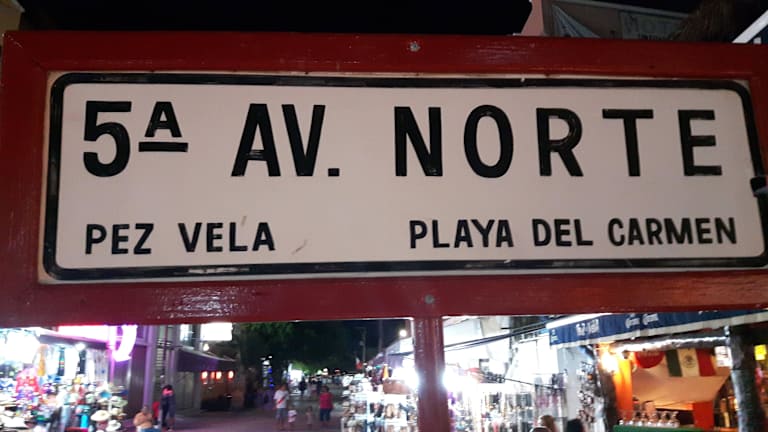 5ª AV. NORTE
PEZ VELA PLAYA DEL CARMEN